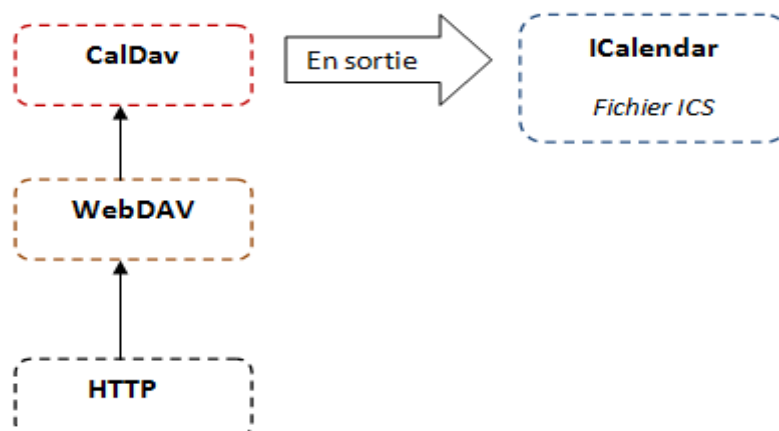 CalDav
En sortie
ICalendar
Fichier ICS
WebDAV
HTTP